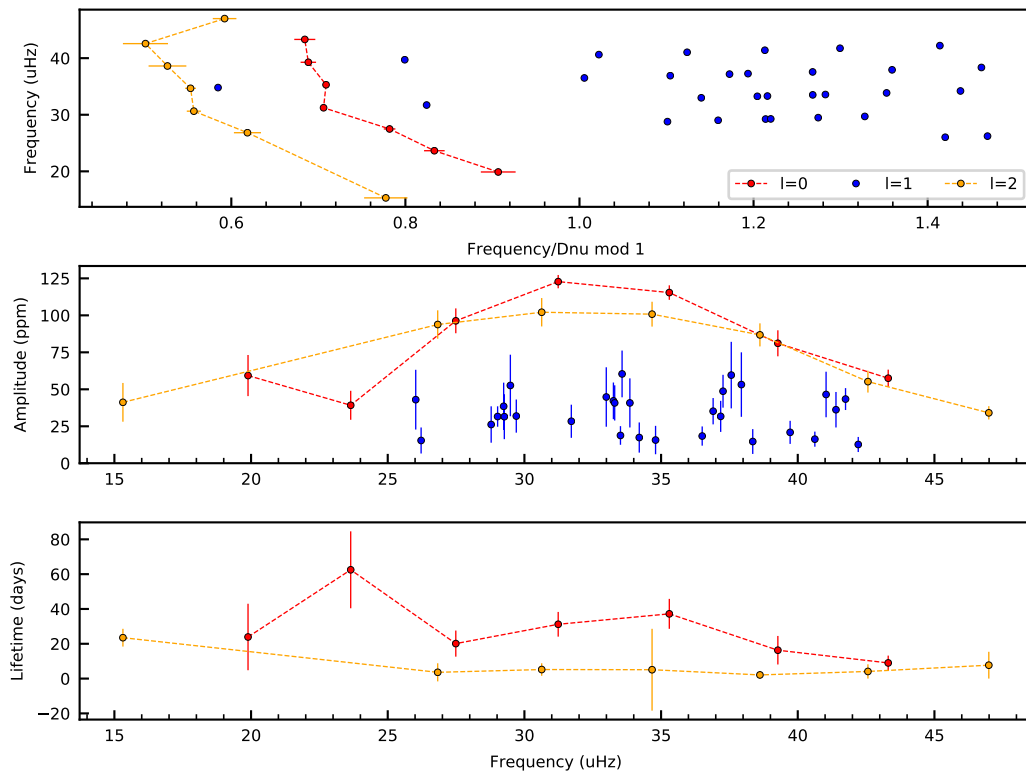 Frequency (uHz)
40
30
20
l=0 l=1 l=2
0.6 0.8 1.0 1.2 1.4
Frequency/Dnu mod 1
Amplitude (ppm)
125
100
75
50
25
0
15 20 25 30 35 40 45
Lifetime (days)
80
60
40
20
0
−20
15 20 25 30 35 40 45
Frequency (uHz)